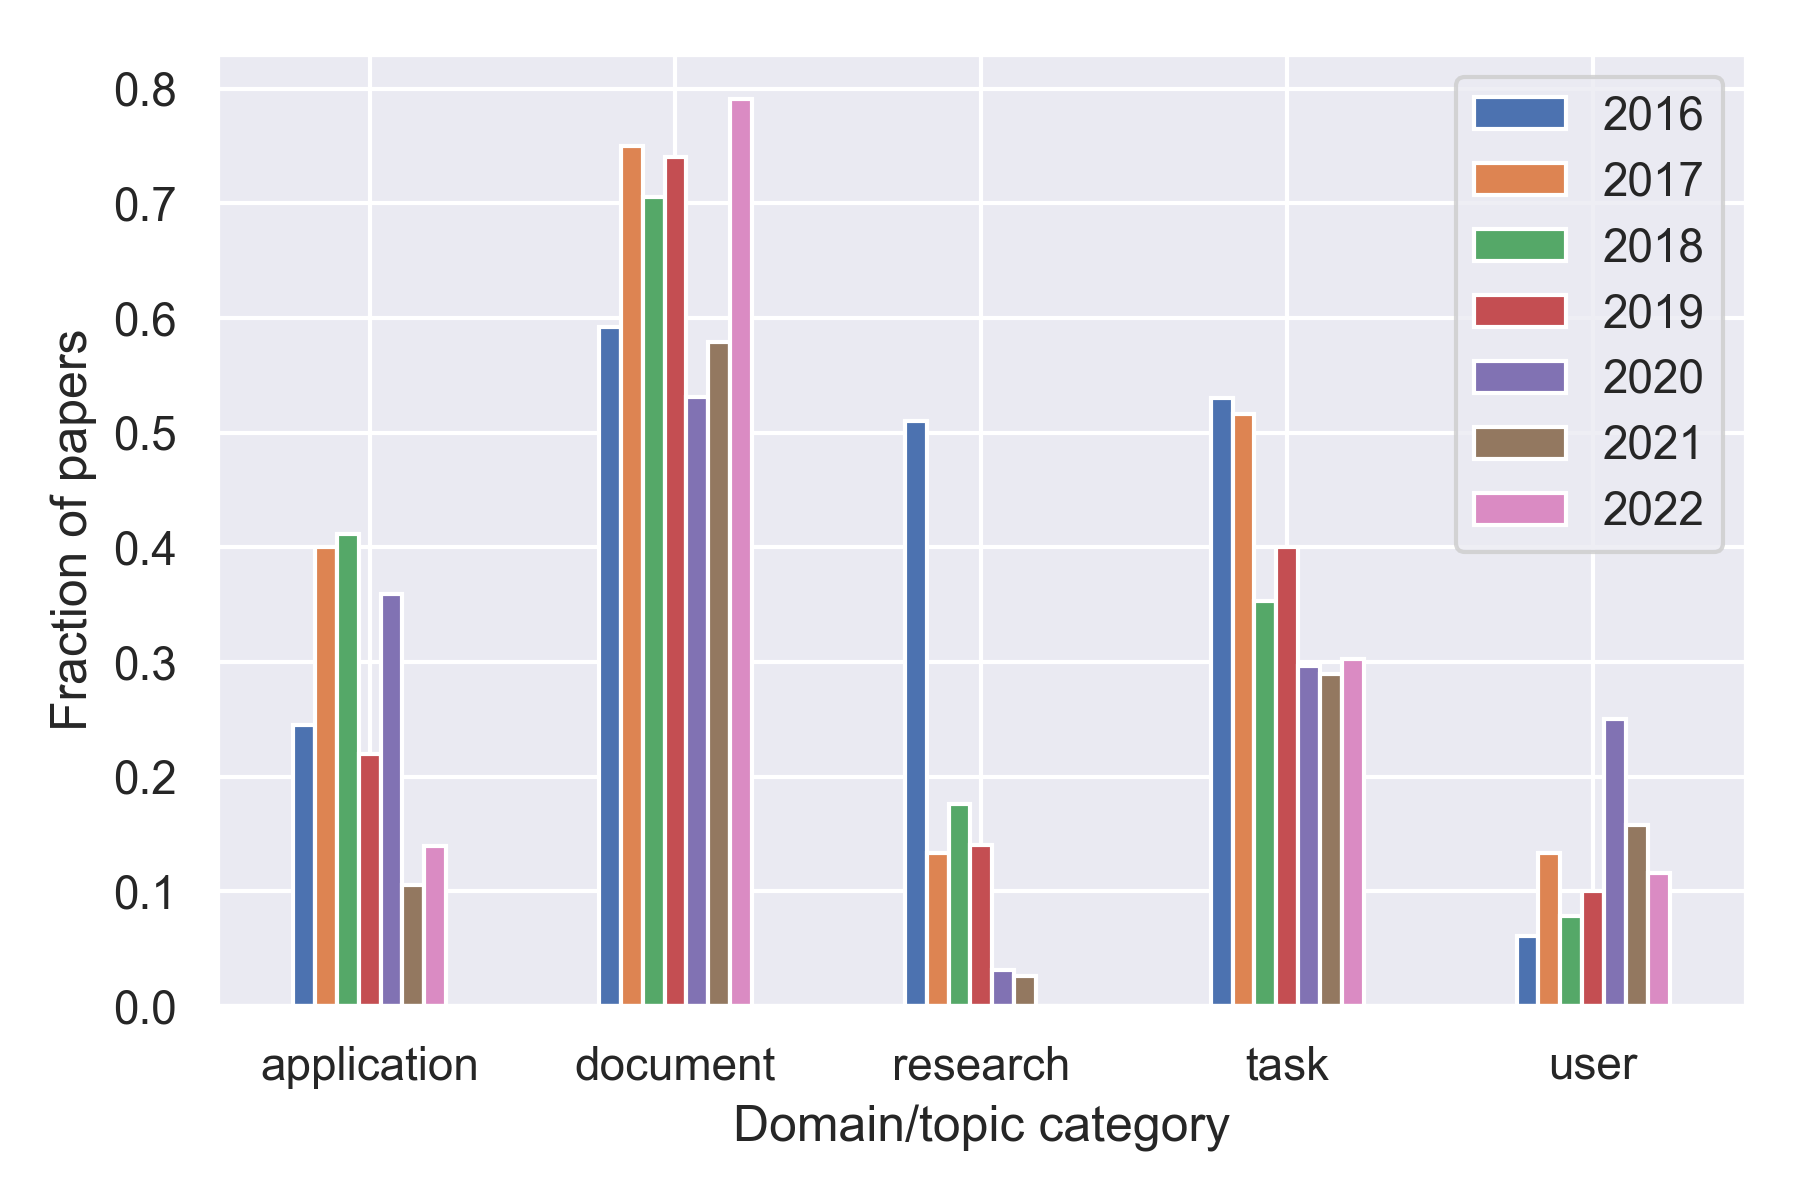 0.8
0.7
0.6
0.5
0.4
0.3
0.2
0.1
0.0
Fraction of papers
application
document
research
task
user
Domain/topic category
2016
2017
2018
2019
2020
2021
2022